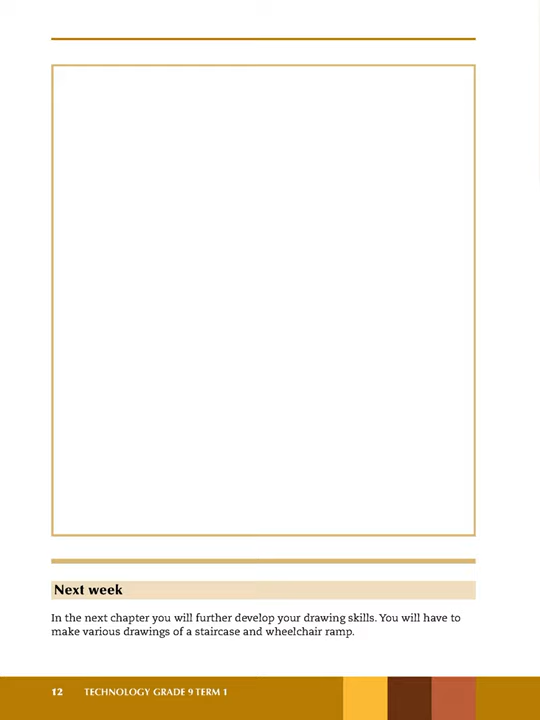 Next week
In the next chapter you will further develop your drawing skills. You will have to
make various drawings of a staircase and wheelchair ramp.
12 TECHNOLOGY GRADE 9 TERM 1